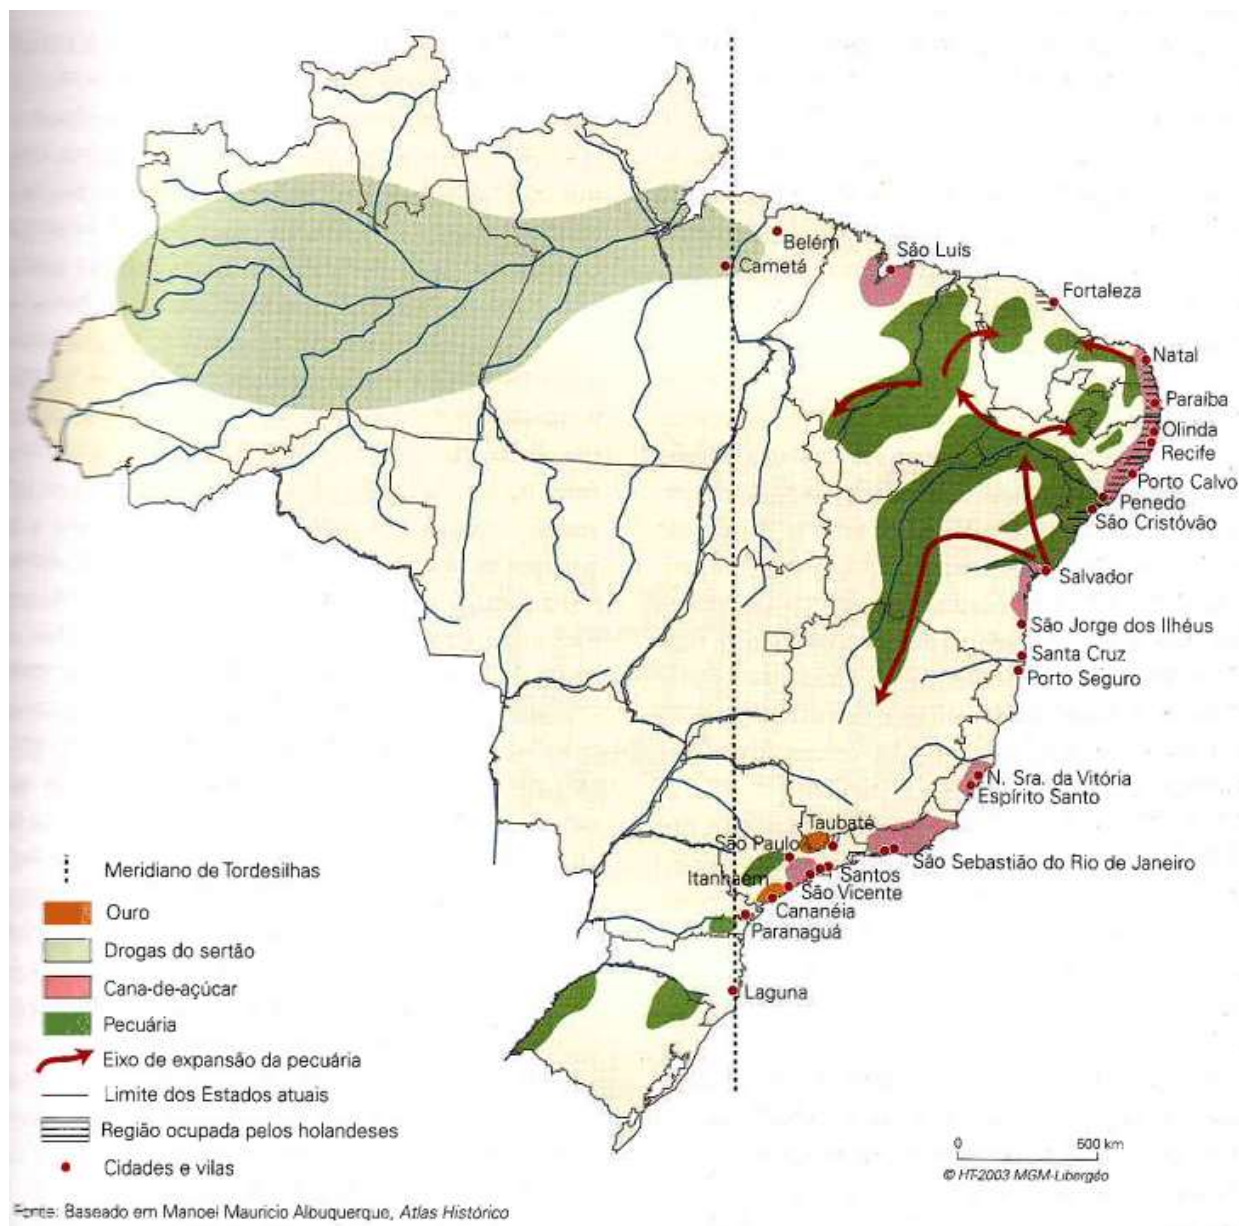 Belém
São Luís
Cametá
Fortaleza
Natal
Paraíba
Olinda
Recife
Porto Calvo
Penedo
São Cristóvão
Salvador
São Jorge dos Ilhéus
Santa Cruz
Porto Seguro
N. Sra. da Vitória
Espírito Santo
Taubaté
São Paulo
São Sebastião do Rio de Janeiro
Santos
Itanhaém
São Vicente
Cananéia
Paranaguá
Laguna
Meridiano de Tordesilhas
Ouro
Drogas do sertão
Cana-de-açúcar
Pecuária
Eixo de expansão da pecuária
Limite dos Estados atuais
Região ocupada pelos holandeses
Cidades e vilas
0 500 km
© HT-2003 MGM-Libergéo
Fonte: Baseado em Manoel Mauricio Albuquerque, Atlas Histórico